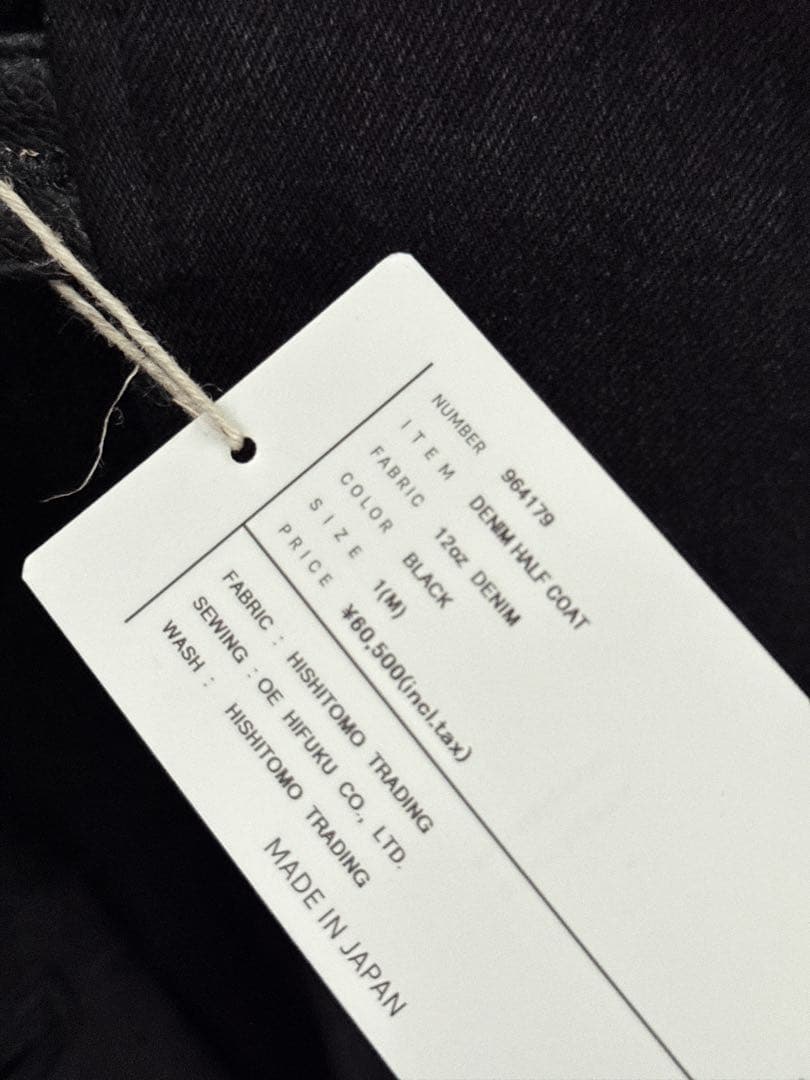 NUMBER 964179
ITEM DENIM HALF COAT
FABRIC 12oz DENIM
COLOR BLACK
SIZE 1(M)
PRICE ¥60,500(incl.tax)
FABRIC : HISHITOMO TRADING
SEWING : OE HIFUKU CO., LTD.
WASH : HISHITOMO TRADING
MADE IN JAPAN